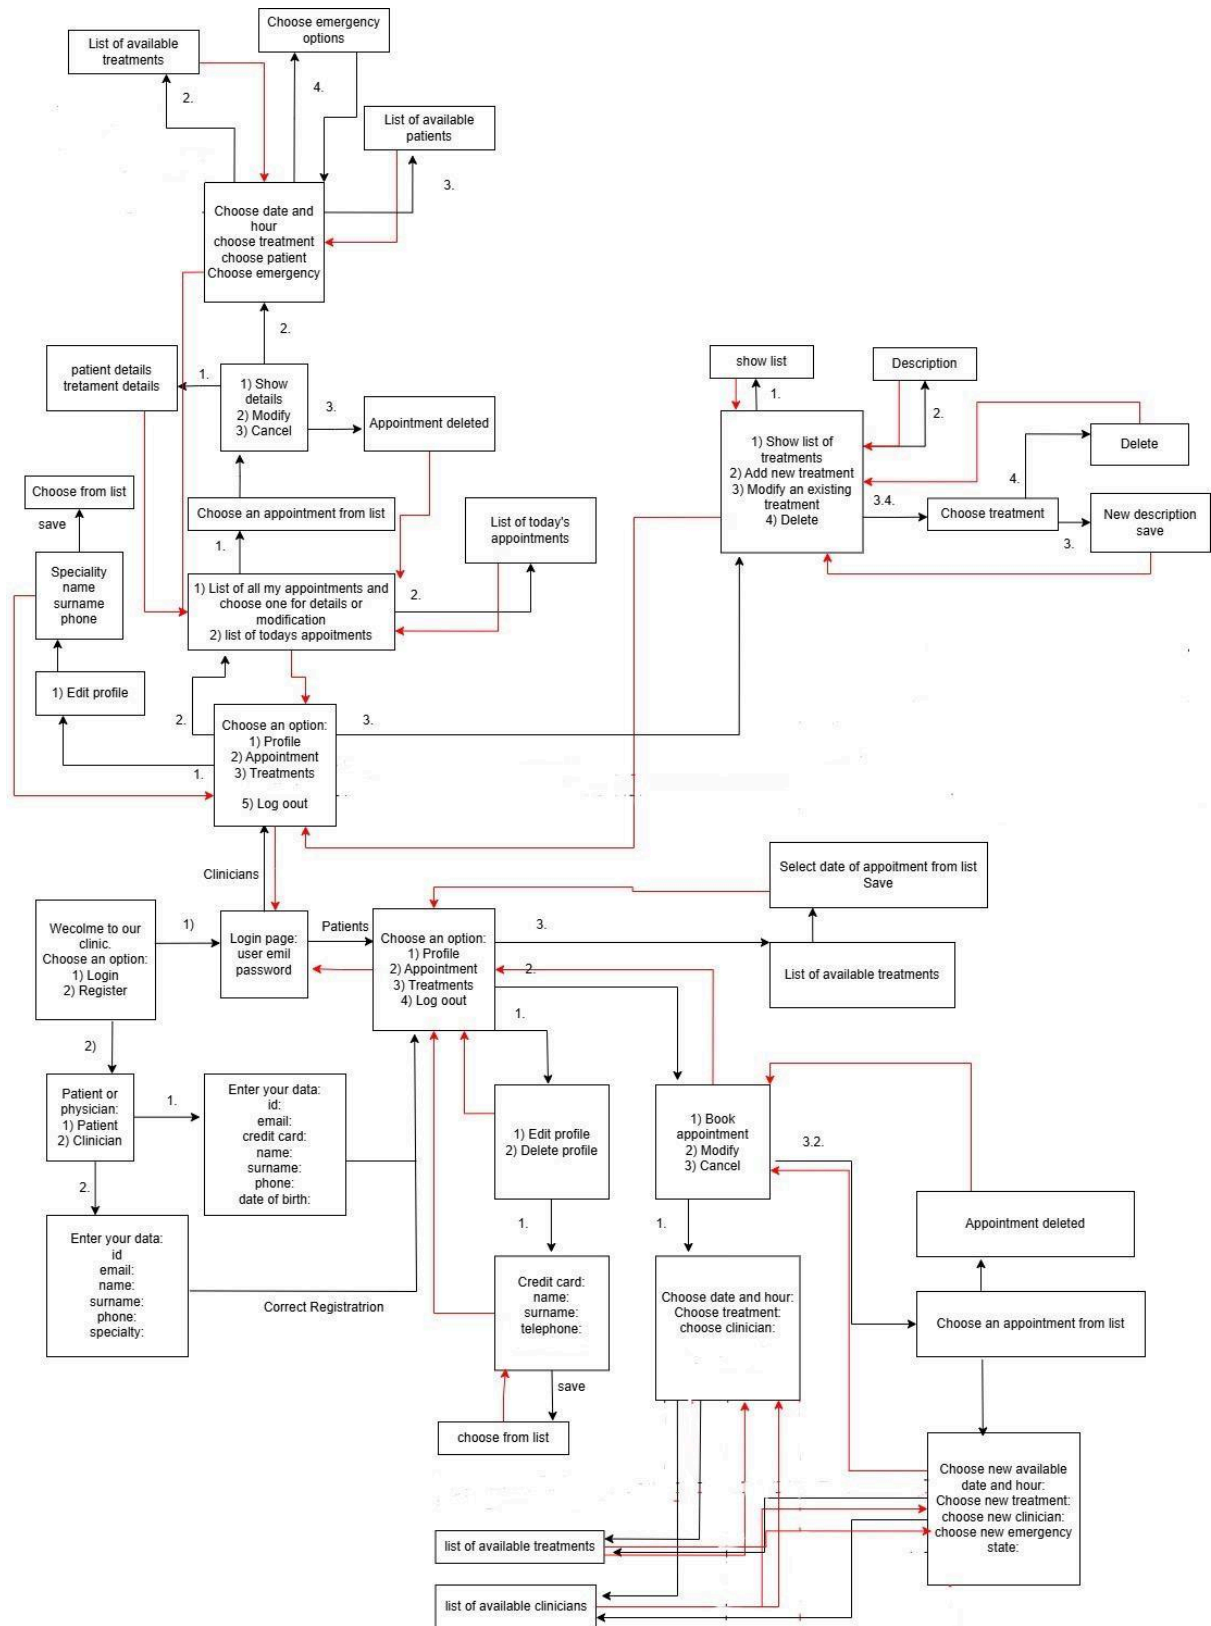 Choose emergency
options
List of available
treatments
4.
2.
List of available
patients
3.
Choose date and
hour
choose treatment
choose patient
Choose emergency
2.
patient details
tretament details
1.
1) Show
details
2) Modify
3) Cancel
3.
Appointment deleted
show list
1.
Description
2.
1) Show list of
treatments
2) Add new treatment
3) Modify an existing
treatment
4) Delete
Delete
4.
3.4.
Choose treatment
3.
New description
save
Choose from list
save
Choose an appointment from list
1.
List of today's
appointments
Speciality
name
surname
phone
1) List of all my appointments and
choose one for details or
modification
2) list of todays appoitments
2.
1) Edit profile
2.
1.
Choose an option:
1) Profile
2) Appointment
3) Treatments
5) Log oout
3.
Clinicians
Select date of appoitment from list
Save
Wecolme to our
clinic.
Choose an option:
1) Login
2) Register
1)
Login page:
user emil
password
Patients
Choose an option:
1) Profile
2) Appointment
3) Treatments
4) Log oout
3.
2.
1.
List of available treatments
2)
Patient or
physician:
1) Patient
2) Clinician
1.
2.
Enter your data:
id:
email:
credit card:
name:
surname:
phone:
date of birth:
1) Edit profile
2) Delete profile
1.
1) Book
appointment
2) Modify
3) Cancel
3.2.
1.
Appointment deleted
Enter your data:
id
email:
name:
surname:
phone:
specialty:
Correct Registratrion
Credit card:
name:
surname:
telephone:
save
choose from list
Choose date and hour:
Choose treatment:
choose clinician:
Choose an appointment from list
Choose new available
date and hour:
Choose new treatment:
choose new clinician:
choose new emergency
state:
list of available treatments
list of available clinicians